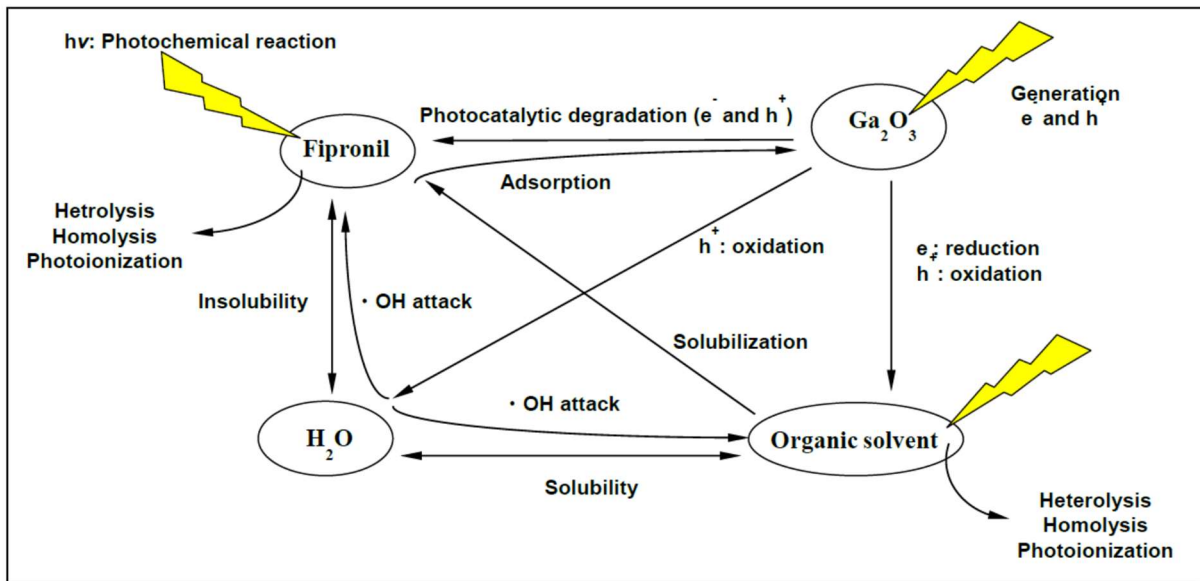 hv: Photochemical reaction
Generation
e⁻ and h⁺
Photocatalytic degradation (e⁻ and h⁺)
Ga₂O₃
Fipronil
Adsorption
Hetrolysis
Homolysis
Photoionization
h⁺: oxidation
e⁻: reduction
h⁺: oxidation
Insolubility
・OH attack
Solubilization
・OH attack
H₂O
Organic solvent
Solubility
Heterolysis
Homolysis
Photoionization